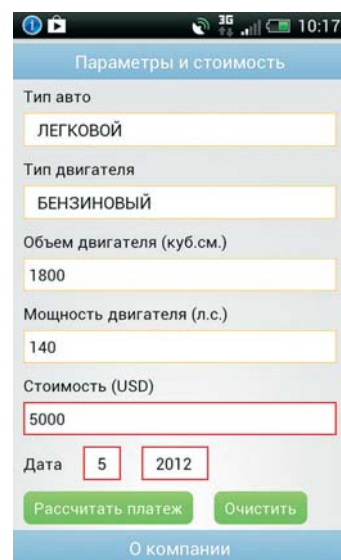 3G 10:17
Параметры и стоимость
Тип авто
ЛЕГКОВОЙ
Тип двигателя
БЕНЗИНОВЫЙ
Объем двигателя (куб.см.)
1800
Мощность двигателя (л.с.)
140
Стоимость (USD)
5000
Дата 5 2012
Рассчитать платеж Очистить
О компании